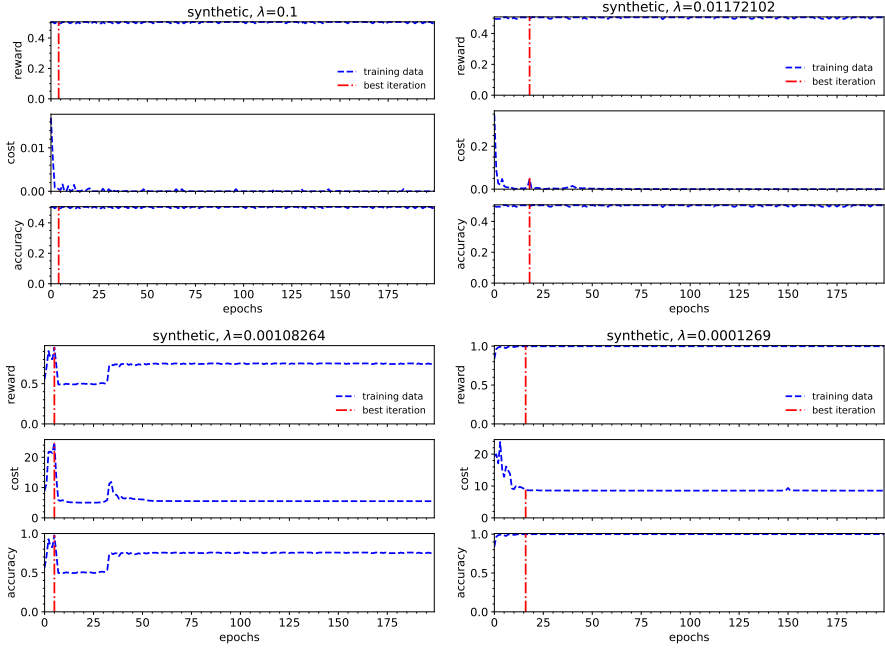 synthetic, λ=0.1
reward
0.4
0.2
0.0
training data
best iteration
cost
0.01
0.00
accuracy
0.4
0.2
0.0
0 25 50 75 100 125 150 175
epochs
synthetic, λ=0.01172102
reward
0.4
0.2
0.0
training data
best iteration
cost
0.2
0.0
accuracy
0.4
0.2
0.0
0 25 50 75 100 125 150 175
epochs
synthetic, λ=0.00108264
reward
0.5
0.0
training data
best iteration
cost
20
10
0
accuracy
1.0
0.5
0.0
0 25 50 75 100 125 150 175
epochs
synthetic, λ=0.0001269
reward
1.0
0.5
0.0
training data
best iteration
cost
20
10
0
accuracy
1.0
0.5
0.0
0 25 50 75 100 125 150 175
epochs